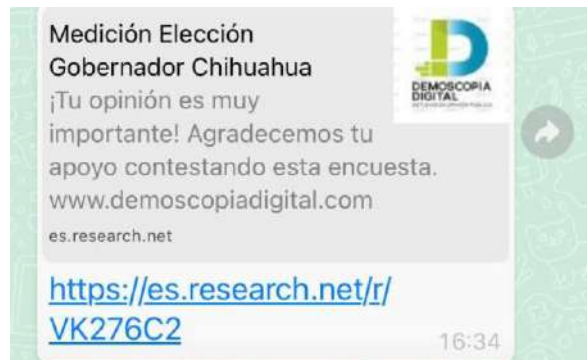 Medición Elección
Gobernador Chihuahua
¡Tu opinión es muy
importante! Agradecemos tu
apoyo contestando esta encuesta.
www.demoscopiadigital.com
es.research.net
DEMOSCOPIA
DIGITAL
https://es.research.net/r/
VK276C2
16:34